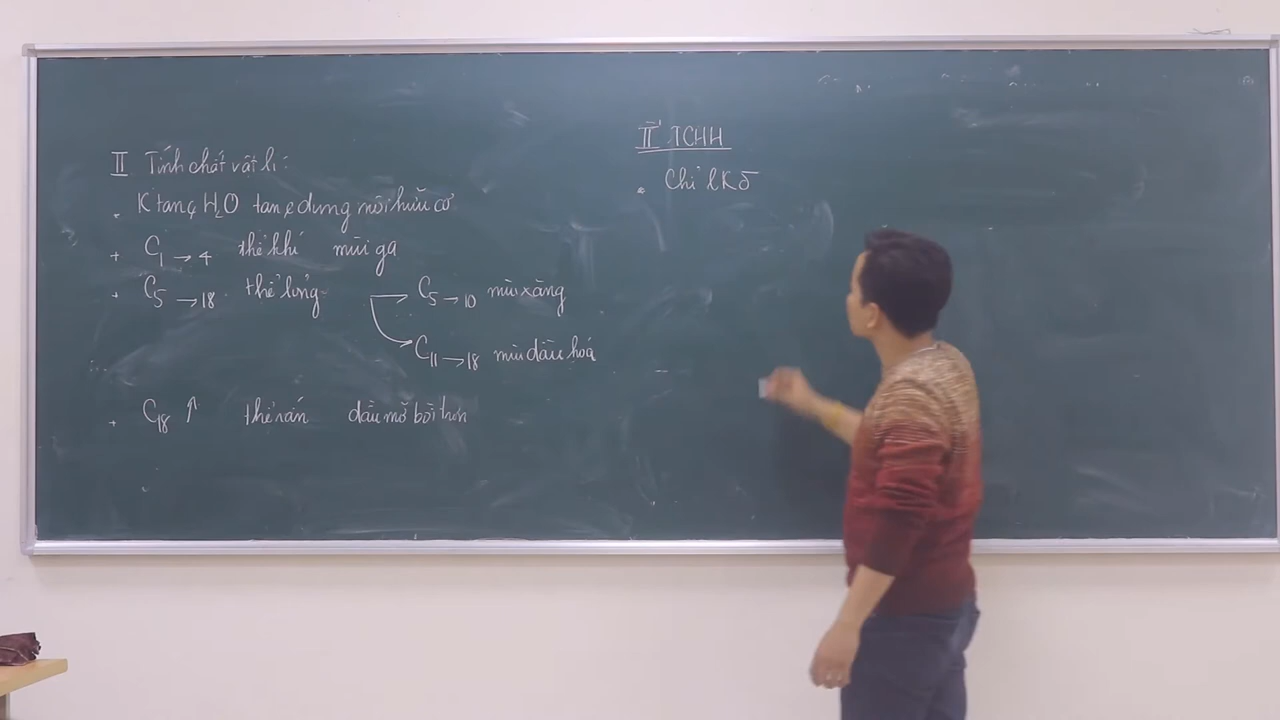 II Tính chất vật lí:
. K tan ç H₂O tan ç dung môi hữu cơ
+ C₁ → ₄ thể khí mùi ga
+ C₅ → ₁₈ thể lỏng C₅ → ₁₀ mùi xăng
C₁₁ → ₁₈ mùi dầu hoả
+ C₁₈ ↑ thể rắn dầu mỡ bôi trơn
III TCHH
Chỉ lK δ